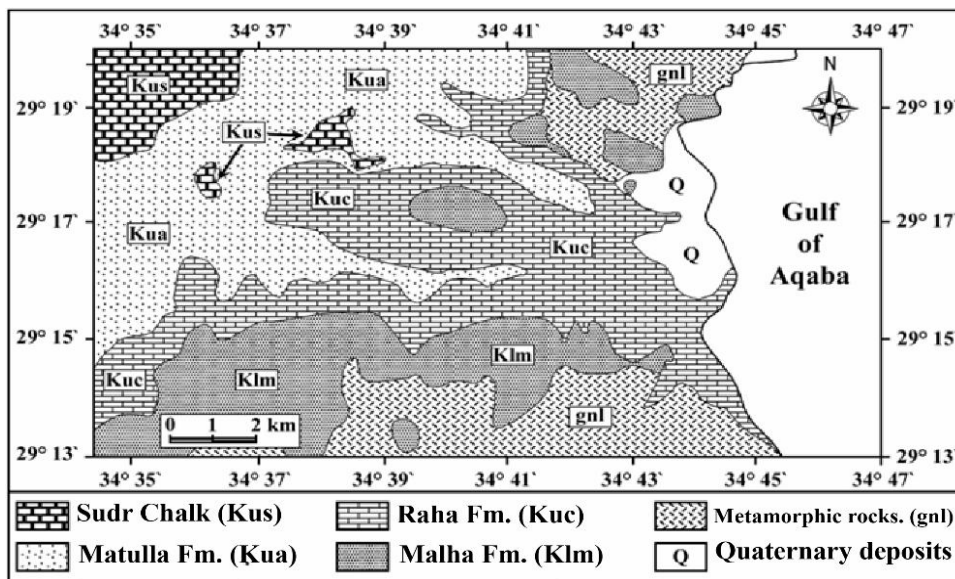 34° 35` 34° 37` 34° 39` 34° 41` 34° 43` 34° 45` 34° 47`
N
gnl
Kus
Kua
29° 19` 29° 19`
Kus
Q
Kuc
29° 17` 29° 17`
Kua
Kuc
Q
Gulf
of
Aqaba
29° 15` 29° 15`
Klm
Kuc
Klm
gnl
0 1 2 km
29° 13` 29° 13`
34° 35` 34° 37` 34° 39` 34° 41` 34° 43` 34° 45` 34° 47`
Sudr Chalk (Kus) Raha Fm. (Kuc) Metamorphic rocks. (gnl)
Matulla Fm. (Kua) Malha Fm. (Klm) Q Quaternary deposits